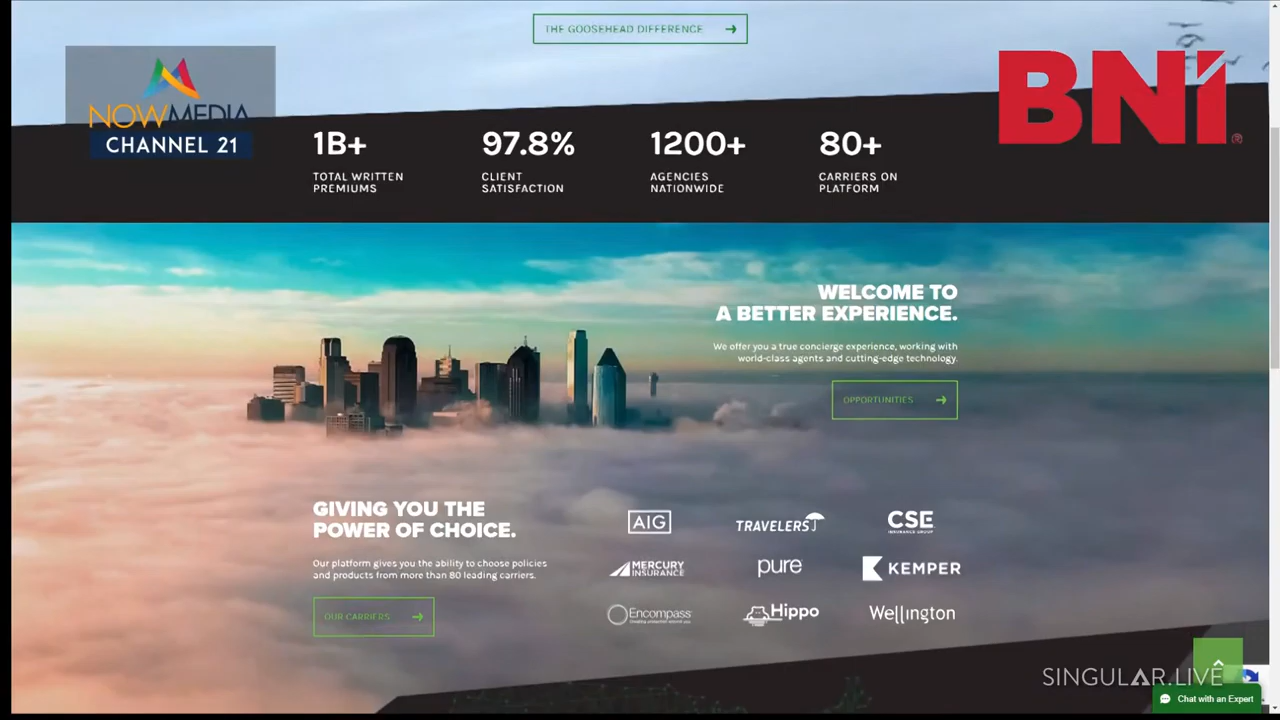 THE GOOSEHEAD DIFFERENCE
NOWMEDIA
CHANNEL 21
BNI
®
1B+
TOTAL WRITTEN
PREMIUMS
97.8%
CLIENT
SATISFACTION
1200+
AGENCIES
NATIONWIDE
80+
CARRIERS ON
PLATFORM
WELCOME TO
A BETTER EXPERIENCE.
We offer you a true concierge experience, working with
world-class agents and cutting-edge technology.
OPPORTUNITIES
GIVING YOU THE
POWER OF CHOICE.
Our platform gives you the ability to choose policies
and products from more than 80 leading carriers.
OUR CARRIERS
AIG
TRAVELERS
CSE
INSURANCE GROUP
MERCURY
INSURANCE
pure
KEMPER
Encompass
Hippo
Wellington
SINGULAR.LIVE
Chat with an Expert